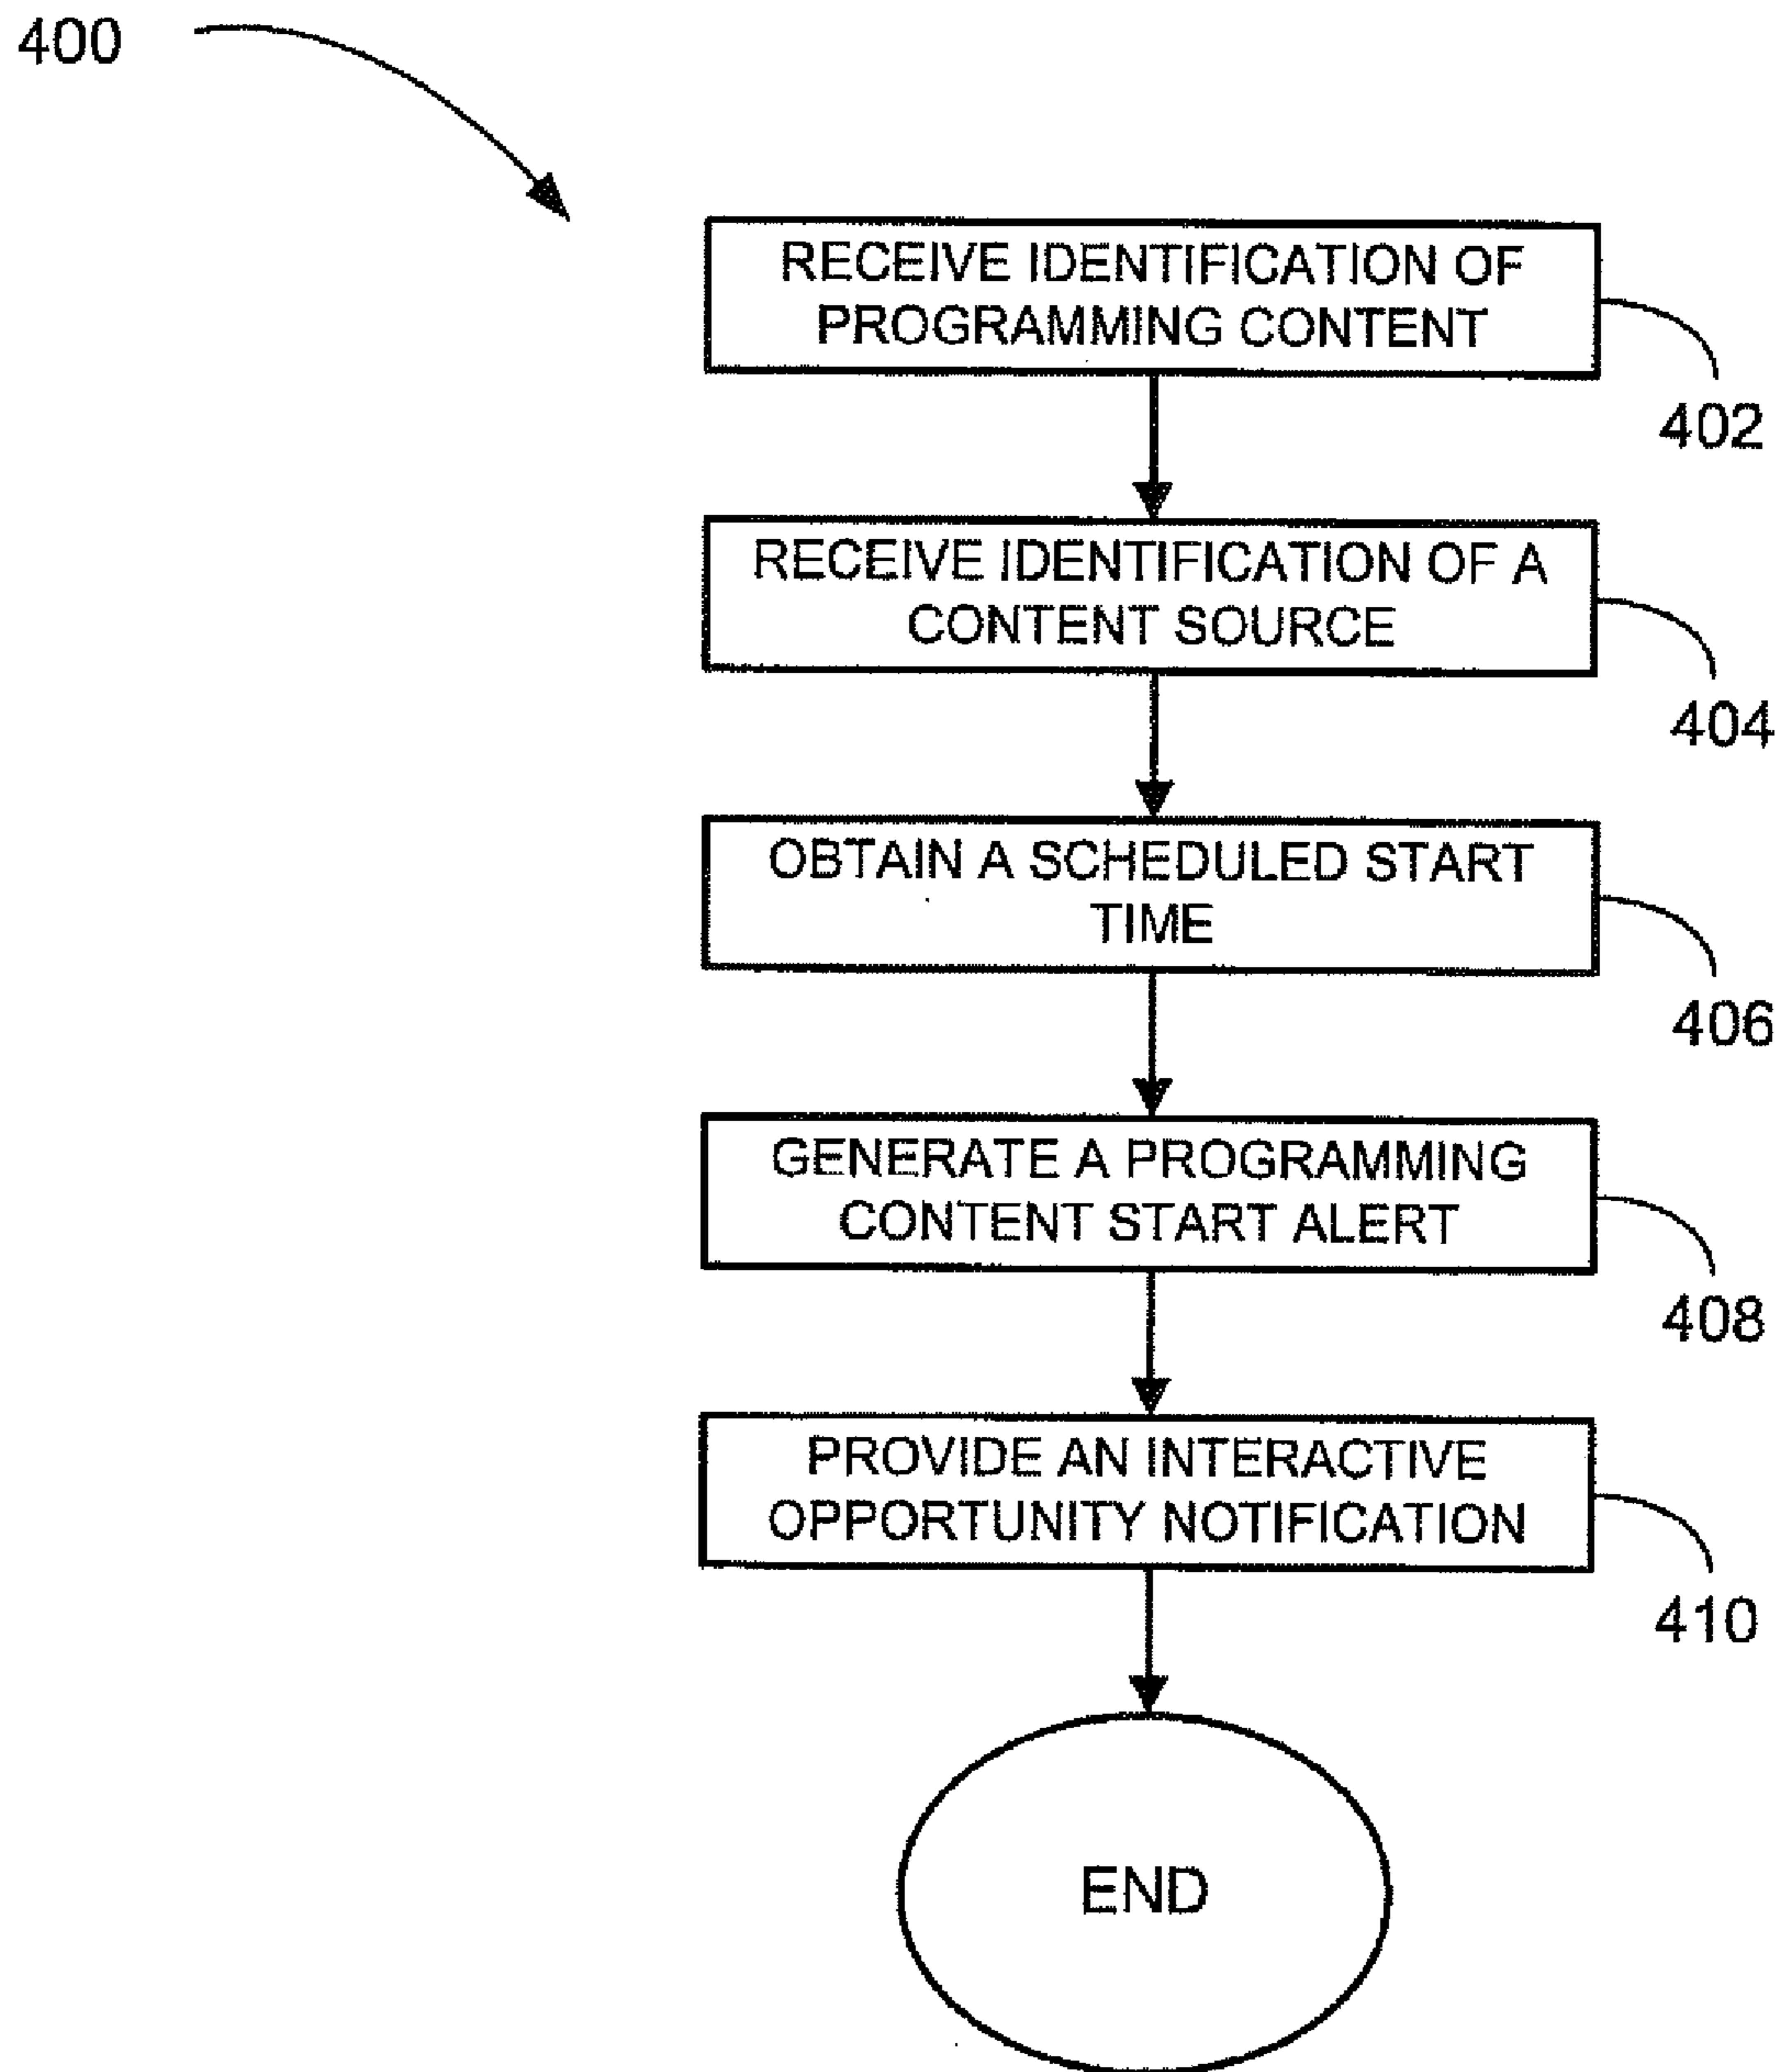 400
RECEIVE IDENTIFICATION OF
PROGRAMMING CONTENT
402
RECEIVE IDENTIFICATION OF A
CONTENT SOURCE
404
OBTAIN A SCHEDULED START
TIME
406
GENERATE A PROGRAMMING
CONTENT START ALERT
408
PROVIDE AN INTERACTIVE
OPPORTUNITY NOTIFICATION
410
END